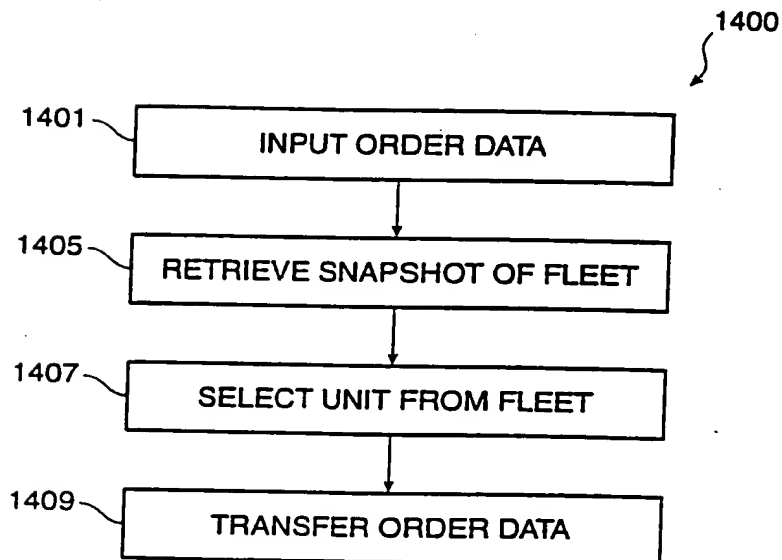 1400
1401
INPUT ORDER DATA
1405
RETRIEVE SNAPSHOT OF FLEET
1407
SELECT UNIT FROM FLEET
1409
TRANSFER ORDER DATA